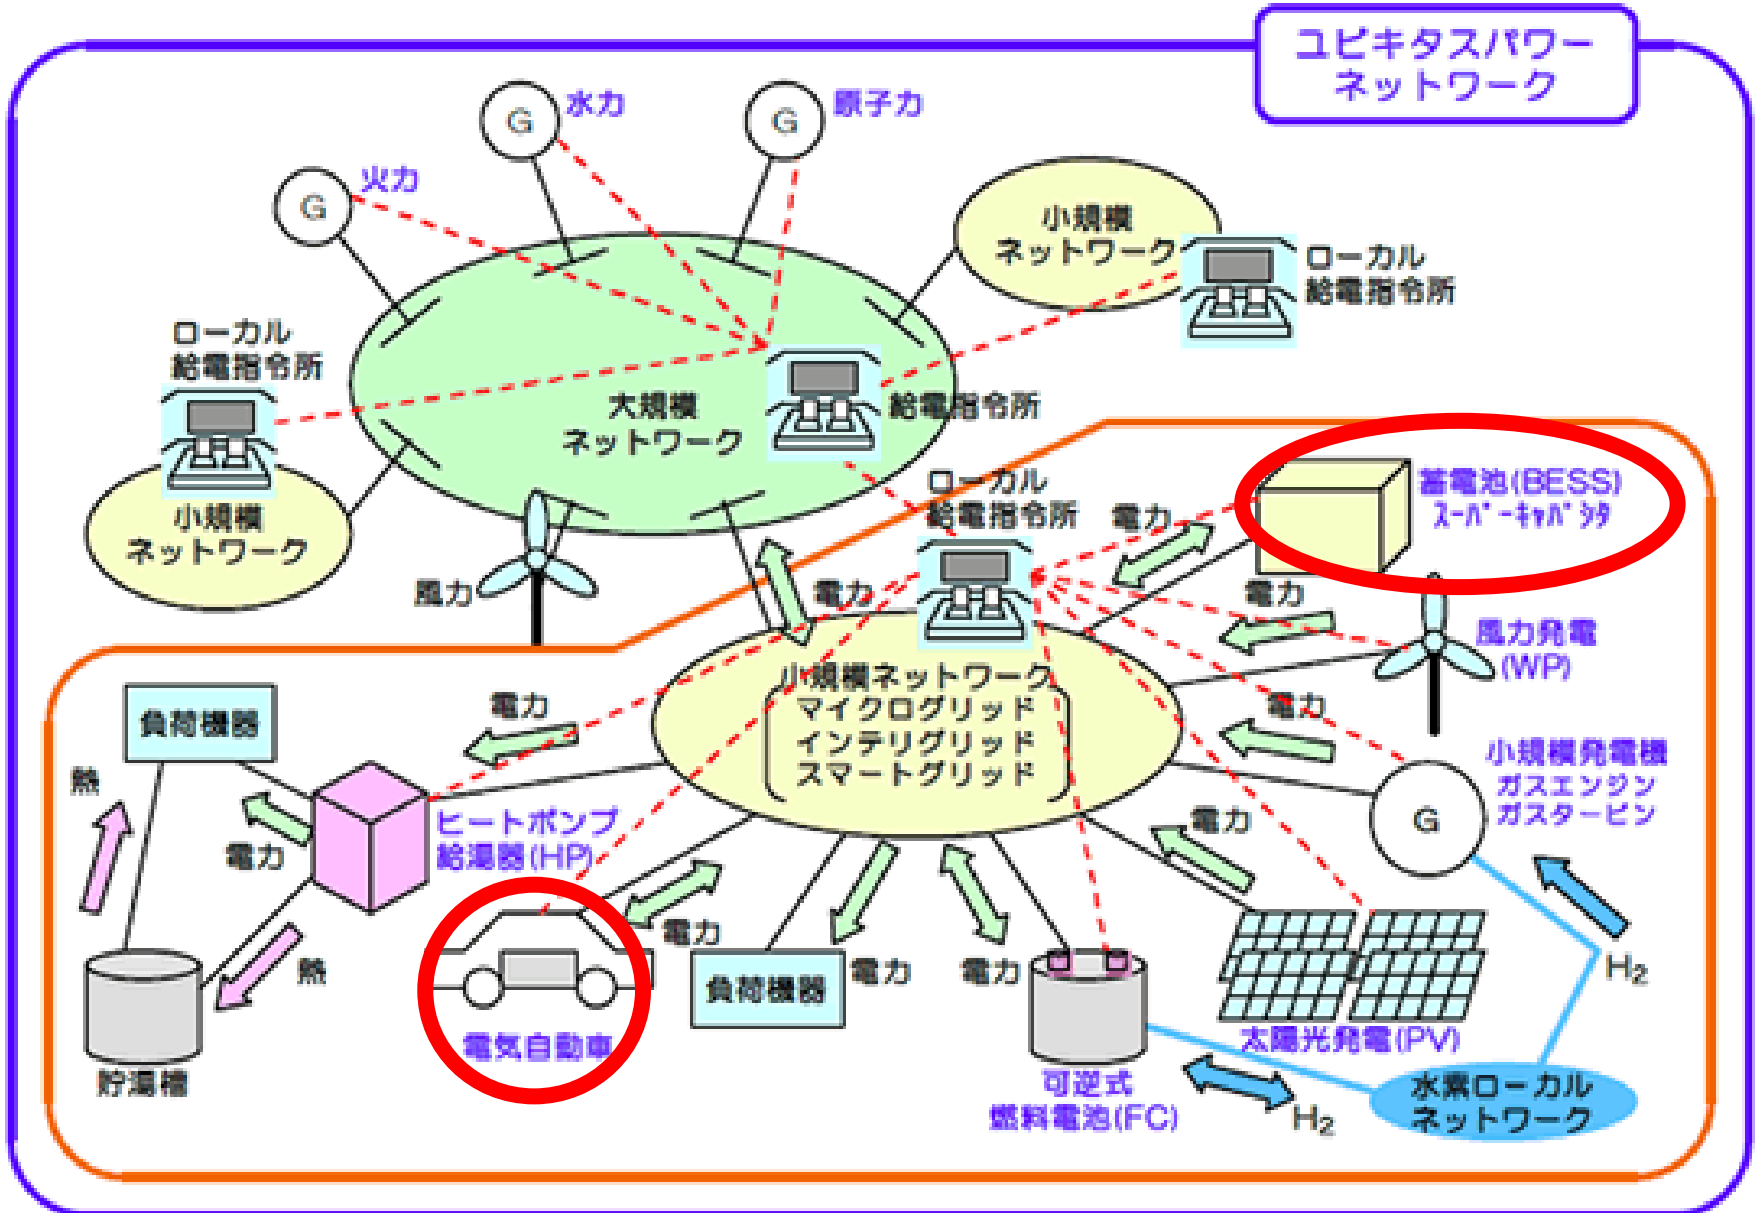 ユビキタスパワー
ネットワーク
G
水力
G
原子力
G
火力
小規模
ネットワーク
ローカル
給電指令所
ローカル
給電指令所
大規模
ネットワーク
給電指令所
小規模
ネットワーク
風力
ローカル
給電指令所
電力
蓄電池(BESS)
スーパーキャパシタ
電力
電力
風力発電
(WP)
小規模ネットワーク
マイクログリッド
インテリグリッド
スマートグリッド
電力
電力
負荷機器
小規模発電機
ガスエンジン
ガスタービン
G
熱
電力
ヒートポンプ
給湯器(HP)
電力
電力
熱
負荷機器
電力
電力
H2
電気自動車
太陽光発電(PV)
貯湯槽
可逆式
燃料電池(FC)
H2
水素ローカル
ネットワーク